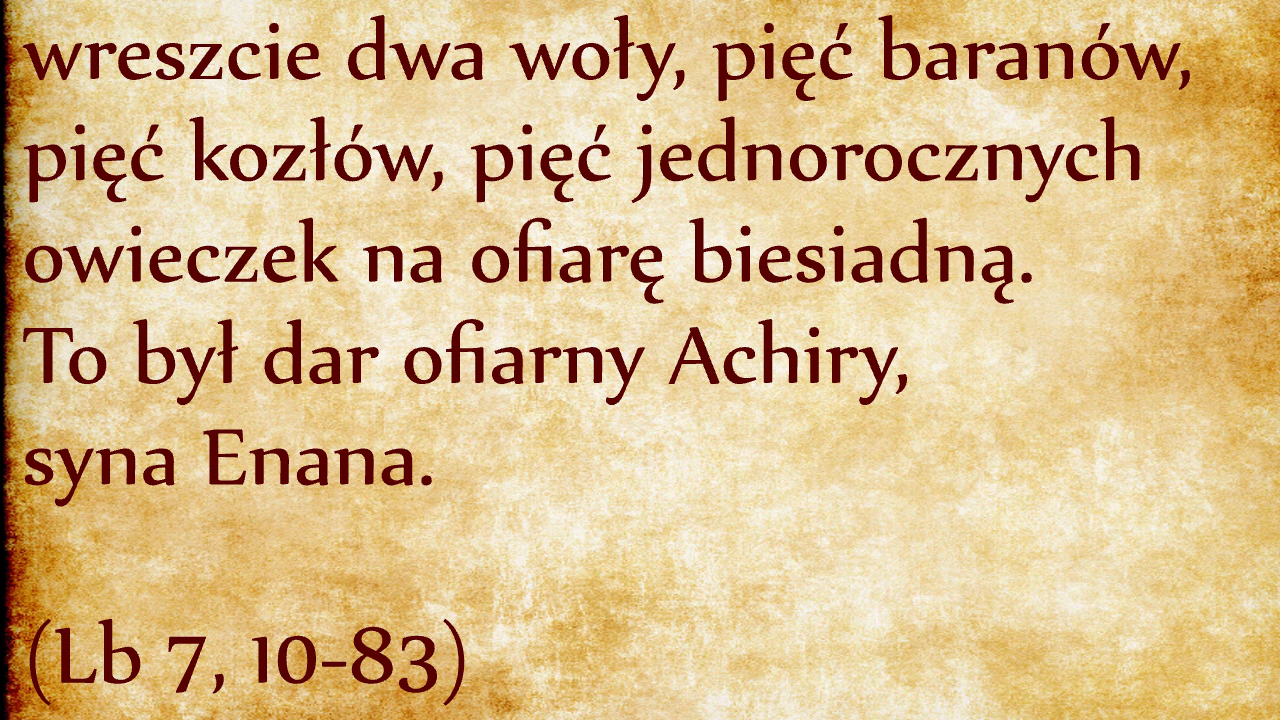 wreszcie dwa woły, pięć baranów,
pięć kozłów, pięć jednorocznych
owieczek na ofiarę biesiadną.
To był dar ofiarny Achiry,
syna Enana.
(Lb 7, 10-83)